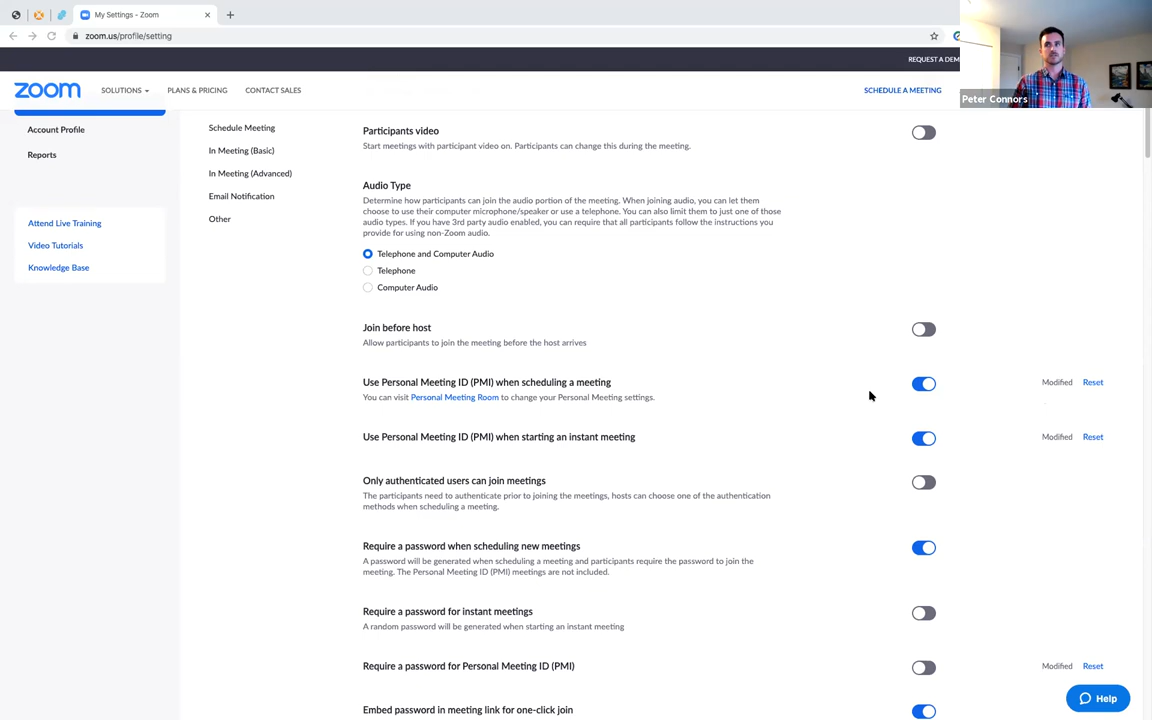 My Settings - Zoom
zoom.us/profile/setting
REQUEST A DEM
zoom
SOLUTIONS
PLANS & PRICING
CONTACT SALES
SCHEDULE A MEETING
Peter Connors
Account Profile
Reports
Attend Live Training
Video Tutorials
Knowledge Base
Schedule Meeting
In Meeting (Basic)
In Meeting (Advanced)
Email Notification
Other
Participants video
Start meetings with participant video on. Participants can change this during the meeting.
Audio Type
Determine how participants can join the audio portion of the meeting. When joining audio, you can let them
choose to use their computer microphone/speaker or use a telephone. You can also limit them to just one of those
audio types. If you have 3rd party audio enabled, you can require that all participants follow the instructions you
provide for using non-Zoom audio.
Telephone and Computer Audio
Telephone
Computer Audio
Join before host
Allow participants to join the meeting before the host arrives
Use Personal Meeting ID (PMI) when scheduling a meeting
Modified Reset
You can visit Personal Meeting Room to change your Personal Meeting settings.
Use Personal Meeting ID (PMI) when starting an instant meeting
Modified Reset
Only authenticated users can join meetings
The participants need to authenticate prior to joining the meetings, hosts can choose one of the authentication
methods when scheduling a meeting.
Require a password when scheduling new meetings
A password will be generated when scheduling a meeting and participants require the password to join the
meeting. The Personal Meeting ID (PMI) meetings are not included.
Require a password for instant meetings
A random password will be generated when starting an instant meeting
Require a password for Personal Meeting ID (PMI)
Modified Reset
Embed password in meeting link for one-click join
Help